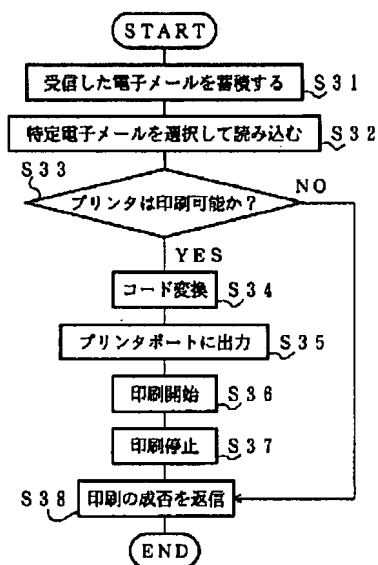 START
受信した電子メールを蓄積する S31
特定電子メールを選択して読み込む S32
S33
プリンタは印刷可能か？ NO
YES
コード変換 S34
プリンタポートに出力 S35
印刷開始 S36
印刷停止 S37
S38 印刷の成否を返信
END